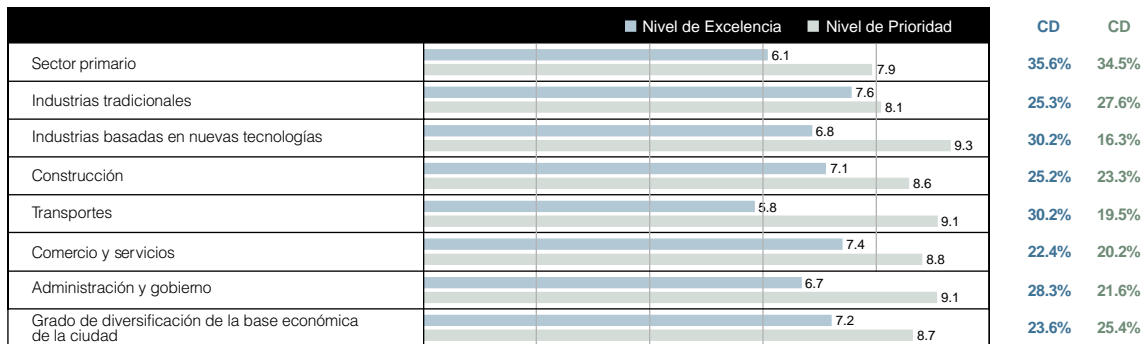 Nivel de Excelencia Nivel de Prioridad CD CD
Sector primario 6.1 7.9 35.6% 34.5%
Industrias tradicionales 7.6 8.1 25.3% 27.6%
Industrias basadas en nuevas tecnologías 6.8 9.3 30.2% 16.3%
Construcción 7.1 8.6 25.2% 23.3%
Transportes 5.8 9.1 30.2% 19.5%
Comercio y servicios 7.4 8.8 22.4% 20.2%
Administración y gobierno 6.7 9.1 28.3% 21.6%
Grado de diversificación de la base económica
de la ciudad 7.2 8.7 23.6% 25.4%